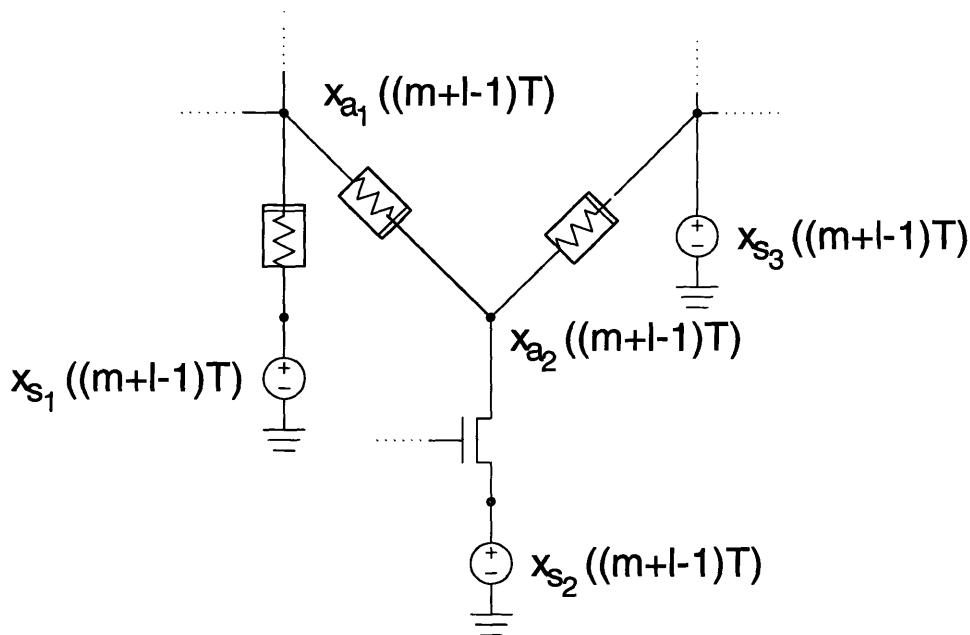 x_{a_1} ((m+l-1)T)
x_{s_3} ((m+l-1)T)
x_{a_2} ((m+l-1)T)
x_{s_1} ((m+l-1)T)
x_{s_2} ((m+l-1)T)